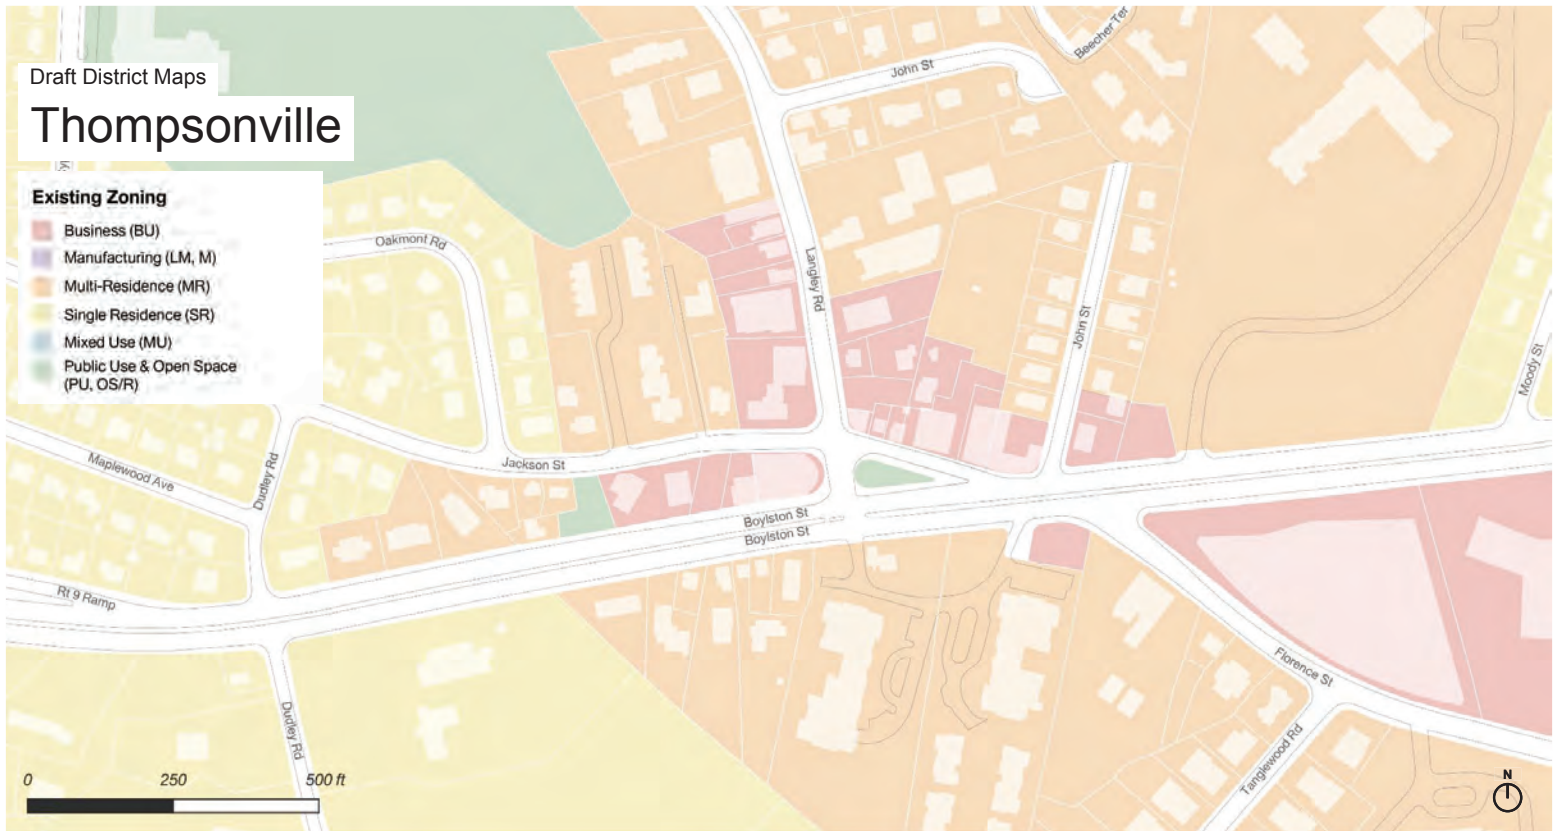 Draft District Maps
Thompsonville
Existing Zoning
Business (BU)
Manufacturing (LM, M)
Multi-Residence (MR)
Single Residence (SR)
Mixed Use (MU)
Public Use & Open Space
(PU, OS/R)
Beecher Ter
John St
Oakmont Rd
Langley Rd
John St
Moody St
Maplewood Ave
Dudley Rd
Jackson St
Boylston St
Boylston St
Rt 9 Ramp
Florence St
Dudley Rd
Tanglewood Rd
0 250 500 ft
N